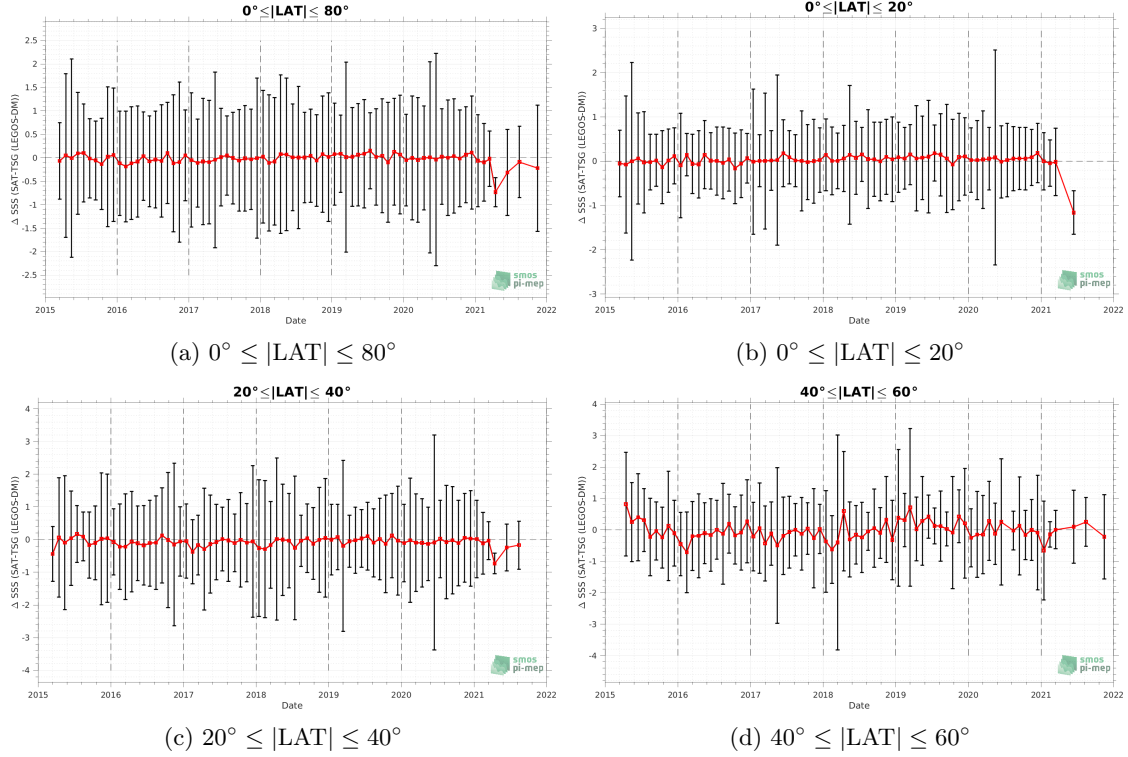 0°≤|LAT|≤ 80°
Δ SSS (SAT-TSG (LEGOS-DM))
2.5
2
1.5
1
0.5
0
-0.5
-1
-1.5
-2
-2.5
2015 2016 2017 2018 2019 2020 2021 2022
Date
smos
pi-mep
(a) 0° ≤ |LAT| ≤ 80°
0°≤|LAT|≤ 20°
Δ SSS (SAT-TSG (LEGOS-DM))
3
2
1
0
-1
-2
-3
2015 2016 2017 2018 2019 2020 2021 2022
Date
smos
pi-mep
(b) 0° ≤ |LAT| ≤ 20°
20°≤|LAT|≤ 40°
Δ SSS (SAT-TSG (LEGOS-DM))
4
3
2
1
0
-1
-2
-3
-4
2015 2016 2017 2018 2019 2020 2021 2022
Date
smos
pi-mep
(c) 20° ≤ |LAT| ≤ 40°
40°≤|LAT|≤ 60°
Δ SSS (SAT-TSG (LEGOS-DM))
4
3
2
1
0
-1
-2
-3
-4
2015 2016 2017 2018 2019 2020 2021 2022
Date
smos
pi-mep
(d) 40° ≤ |LAT| ≤ 60°